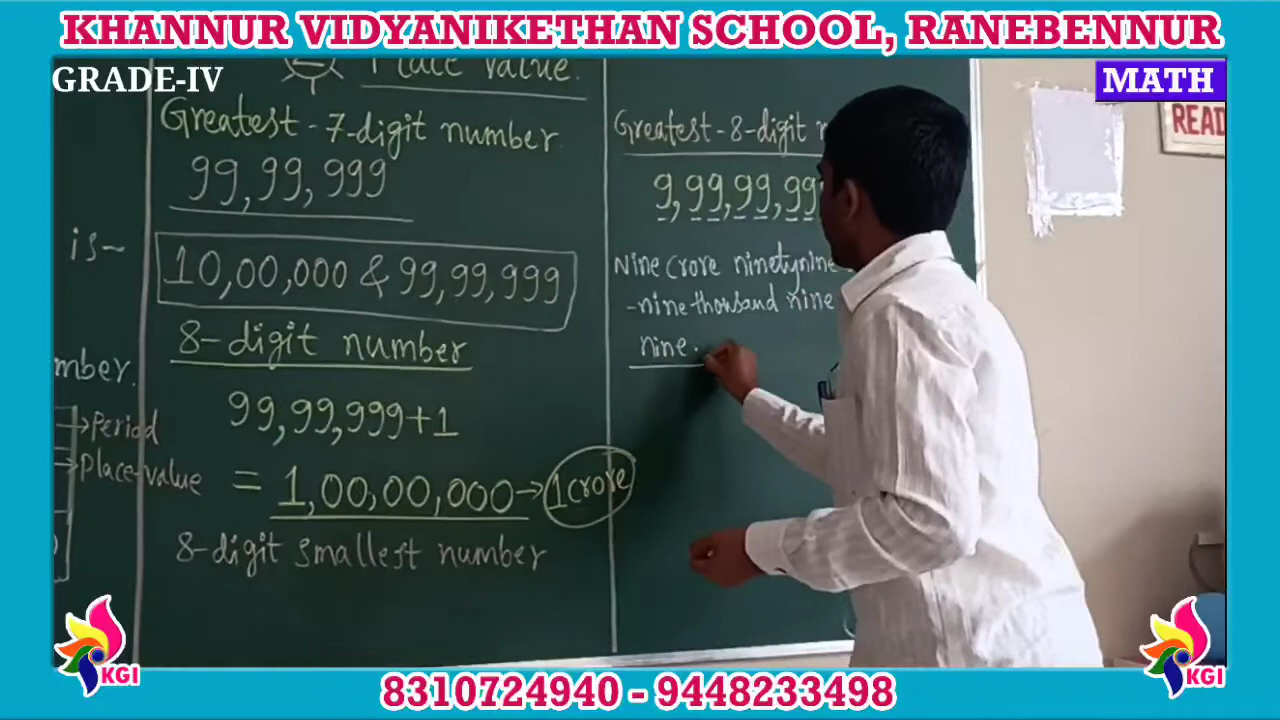 KHANNUR VIDYANIKETHAN SCHOOL, RANEBENNUR
GRADE-IV
MATH
READ
Place value.
Greatest-7-digit number.
99,99,999
is~
10,00,000 & 99,99,999
8-digit number
99,99,999+1
= 1,00,00,000→1 crore
8-digit smallest number
→Period
→Place-value
Greatest-8-digit
9,99,99,99
Nine crore ninetynine
-nine thousand nine
nine.
KGI
KGI
8310724940 - 9448233498